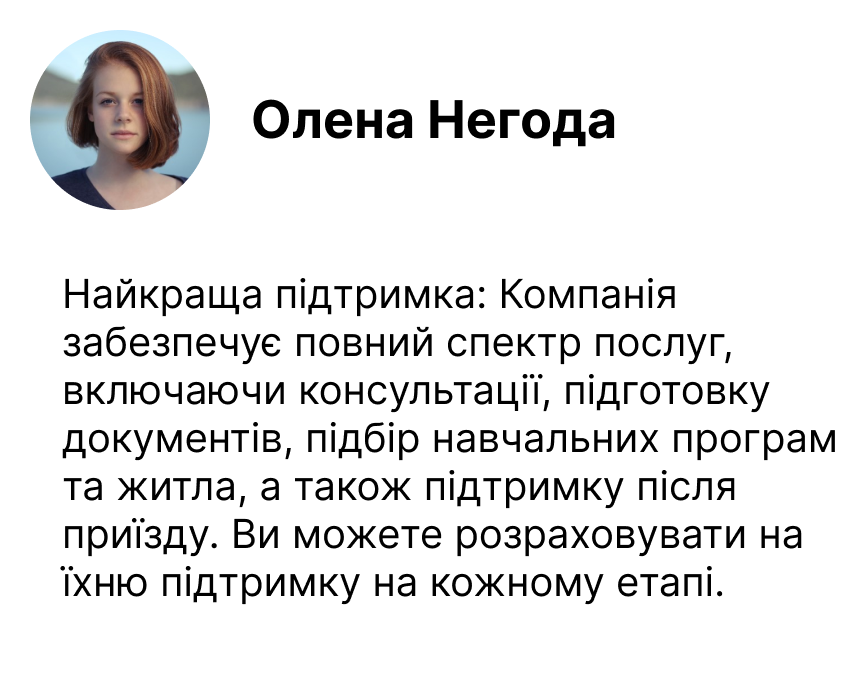 Олена Негода
Найкраща підтримка: Компанія
забезпечує повний спектр послуг,
включаючи консультації, підготовку
документів, підбір навчальних програм
та житла, а також підтримку після
приїзду. Ви можете розраховувати на
їхню підтримку на кожному етапі.